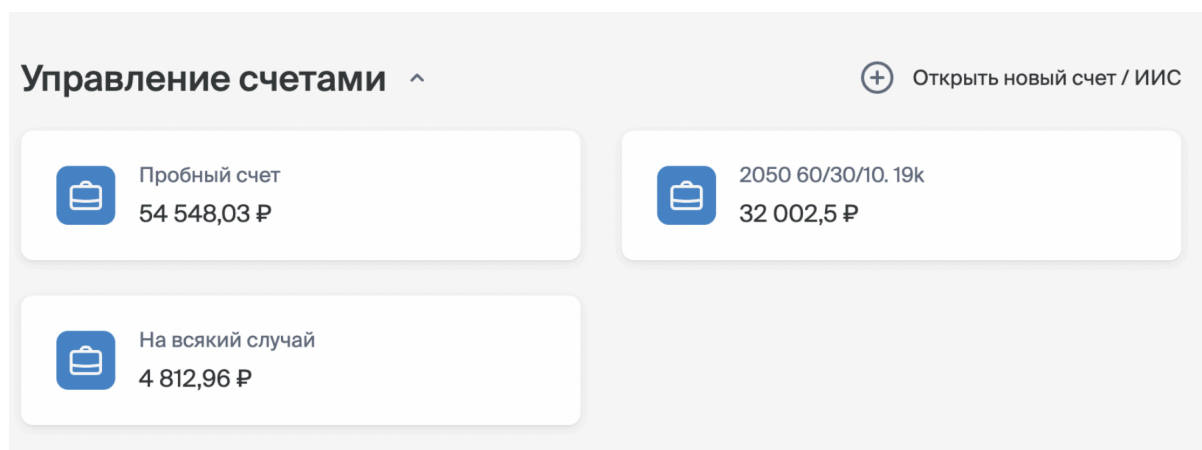 Управление счетами
Открыть новый счет / ИИС
Пробный счет
54 548,03 ₽
2050 60/30/10. 19k
32 002,5 ₽
На всякий случай
4 812,96 ₽